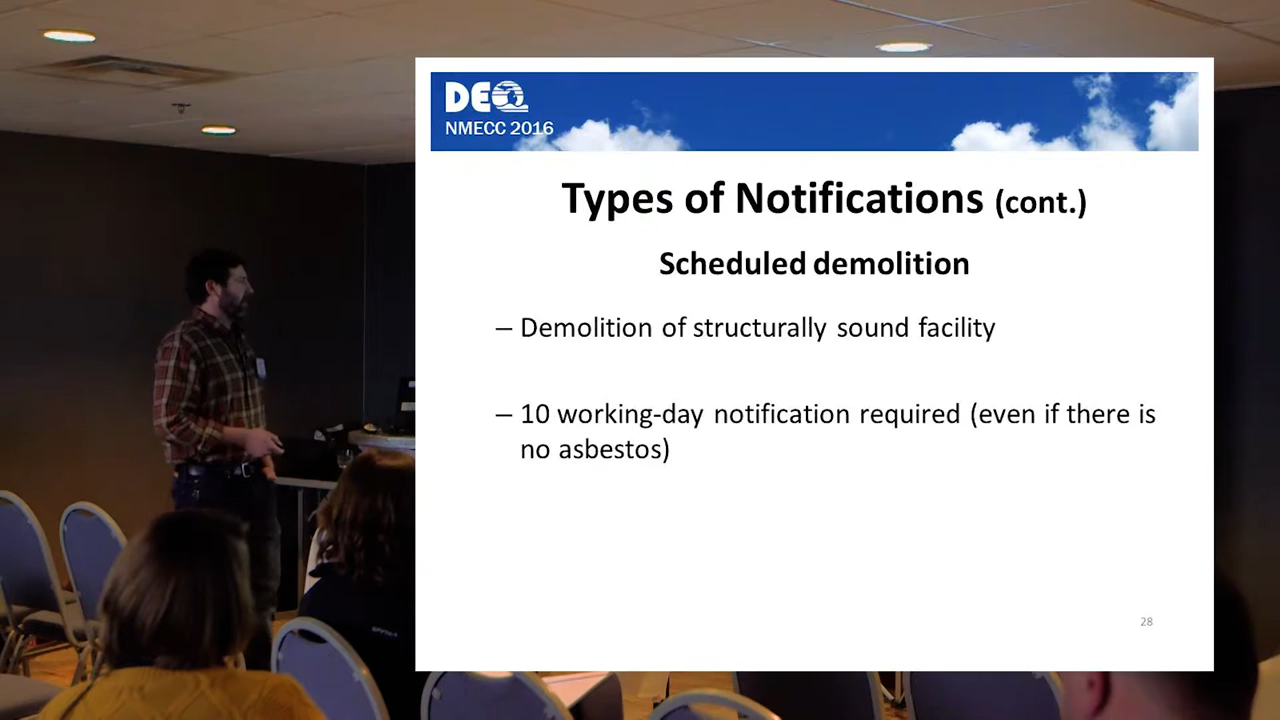 DEQ
NMECC 2016
Types of Notifications (cont.)
Scheduled demolition
– Demolition of structurally sound facility
– 10 working-day notification required (even if there is
no asbestos)
28